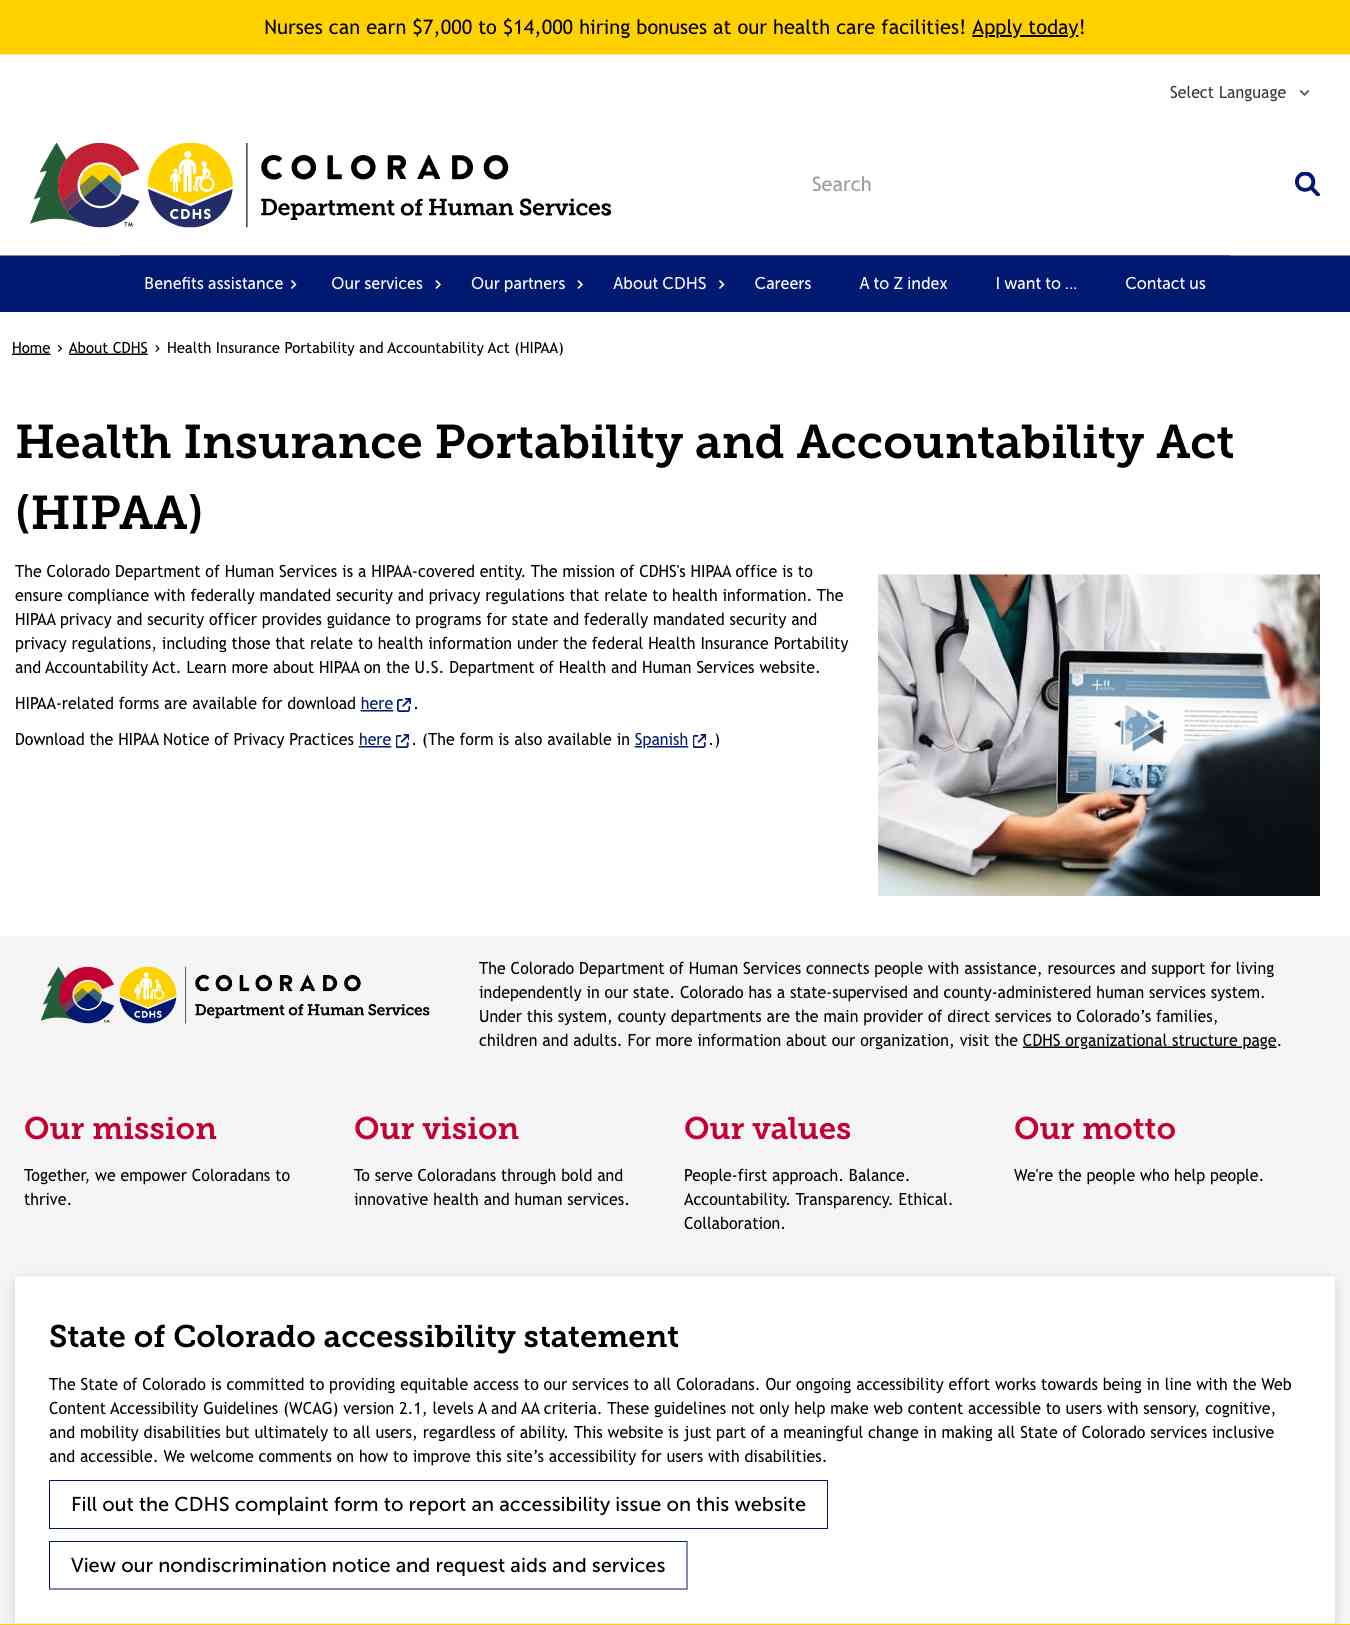 Nurses can earn $7,000 to $14,000 hiring bonuses at our health care facilities! Apply today!
Select Language
CDHS
TM
COLORADO
Department of Human Services
Search
Benefits assistance
Our services
Our partners
About CDHS
Careers
A to Z index
I want to ...
Contact us
Home › About CDHS › Health Insurance Portability and Accountability Act (HIPAA)
Health Insurance Portability and Accountability Act
(HIPAA)
The Colorado Department of Human Services is a HIPAA-covered entity. The mission of CDHS's HIPAA office is to
ensure compliance with federally mandated security and privacy regulations that relate to health information. The
HIPAA privacy and security officer provides guidance to programs for state and federally mandated security and
privacy regulations, including those that relate to health information under the federal Health Insurance Portability
and Accountability Act. Learn more about HIPAA on the U.S. Department of Health and Human Services website.
HIPAA-related forms are available for download here.
Download the HIPAA Notice of Privacy Practices here. (The form is also available in Spanish.)
CDHS
COLORADO
Department of Human Services
The Colorado Department of Human Services connects people with assistance, resources and support for living
independently in our state. Colorado has a state-supervised and county-administered human services system.
Under this system, county departments are the main provider of direct services to Colorado’s families,
children and adults. For more information about our organization, visit the CDHS organizational structure page.
Our mission
Together, we empower Coloradans to
thrive.
Our vision
To serve Coloradans through bold and
innovative health and human services.
Our values
People-first approach. Balance.
Accountability. Transparency. Ethical.
Collaboration.
Our motto
We're the people who help people.
State of Colorado accessibility statement
The State of Colorado is committed to providing equitable access to our services to all Coloradans. Our ongoing accessibility effort works towards being in line with the Web
Content Accessibility Guidelines (WCAG) version 2.1, levels A and AA criteria. These guidelines not only help make web content accessible to users with sensory, cognitive,
and mobility disabilities but ultimately to all users, regardless of ability. This website is just part of a meaningful change in making all State of Colorado services inclusive
and accessible. We welcome comments on how to improve this site’s accessibility for users with disabilities.
Fill out the CDHS complaint form to report an accessibility issue on this website
View our nondiscrimination notice and request aids and services